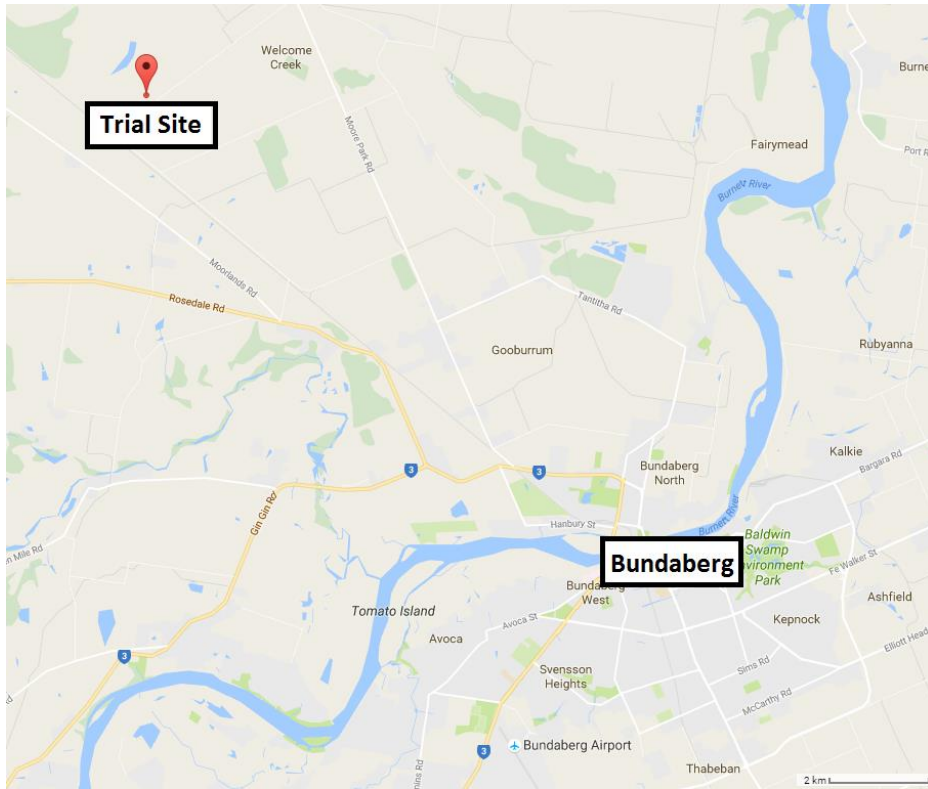 Welcome
Creek
Trial Site
Moore Park Rd
Burne
Port R
Fairymead
Burnett River
Moorlands Rd
Rosedale Rd
Tantitha Rd
Gooburrum
Rubyanna
Kalkie
Bargara Rd
Bundaberg
North
3
3
Gin Gin Rd
Hanbury St
Burnett River
en Mile Rd
Baldwin
Swamp
Environment
Park
Bundaberg
Fe Walker St
Bundaberg
West
Ashfield
Tomato Island
Avoca St
Kepnock
Avoca
Elliott Head
3
Svensson
Heights
Sims Rd
McCarthy Rd
3
Bundaberg Airport
Thabeban
2 km